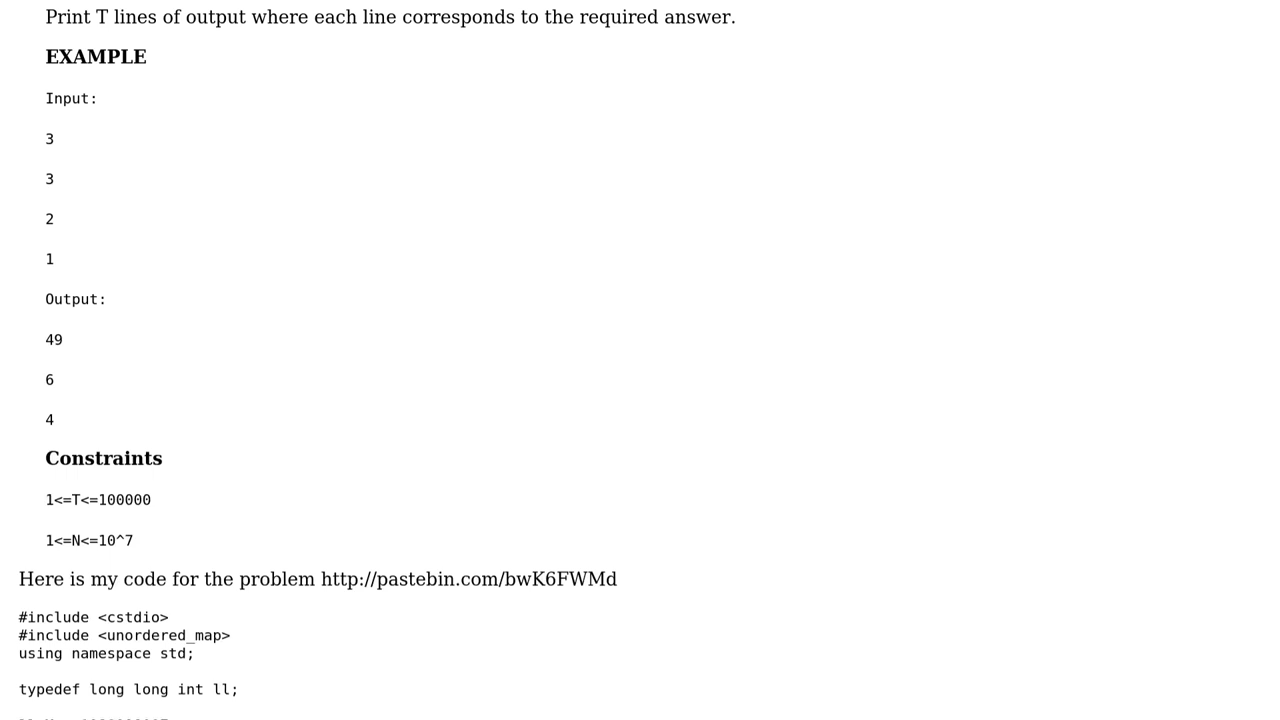 Print T lines of output where each line corresponds to the required answer.
EXAMPLE
Input:
3
3
2
1
Output:
49
6
4
Constraints
1<=T<=100000
1<=N<=10^7
Here is my code for the problem http://pastebin.com/bwK6FWMd
#include <cstdio>
#include <unordered_map>
using namespace std;
typedef long long int ll;